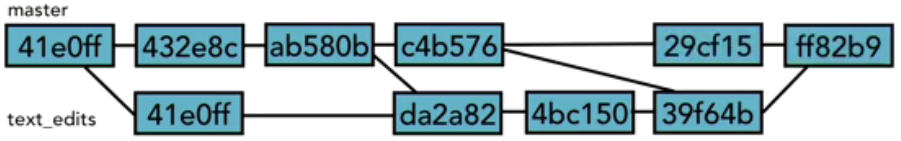 master
41e0ff 432e8c ab580b c4b576 29cf15 ff82b9
text_edits 41e0ff da2a82 4bc150 39f64b